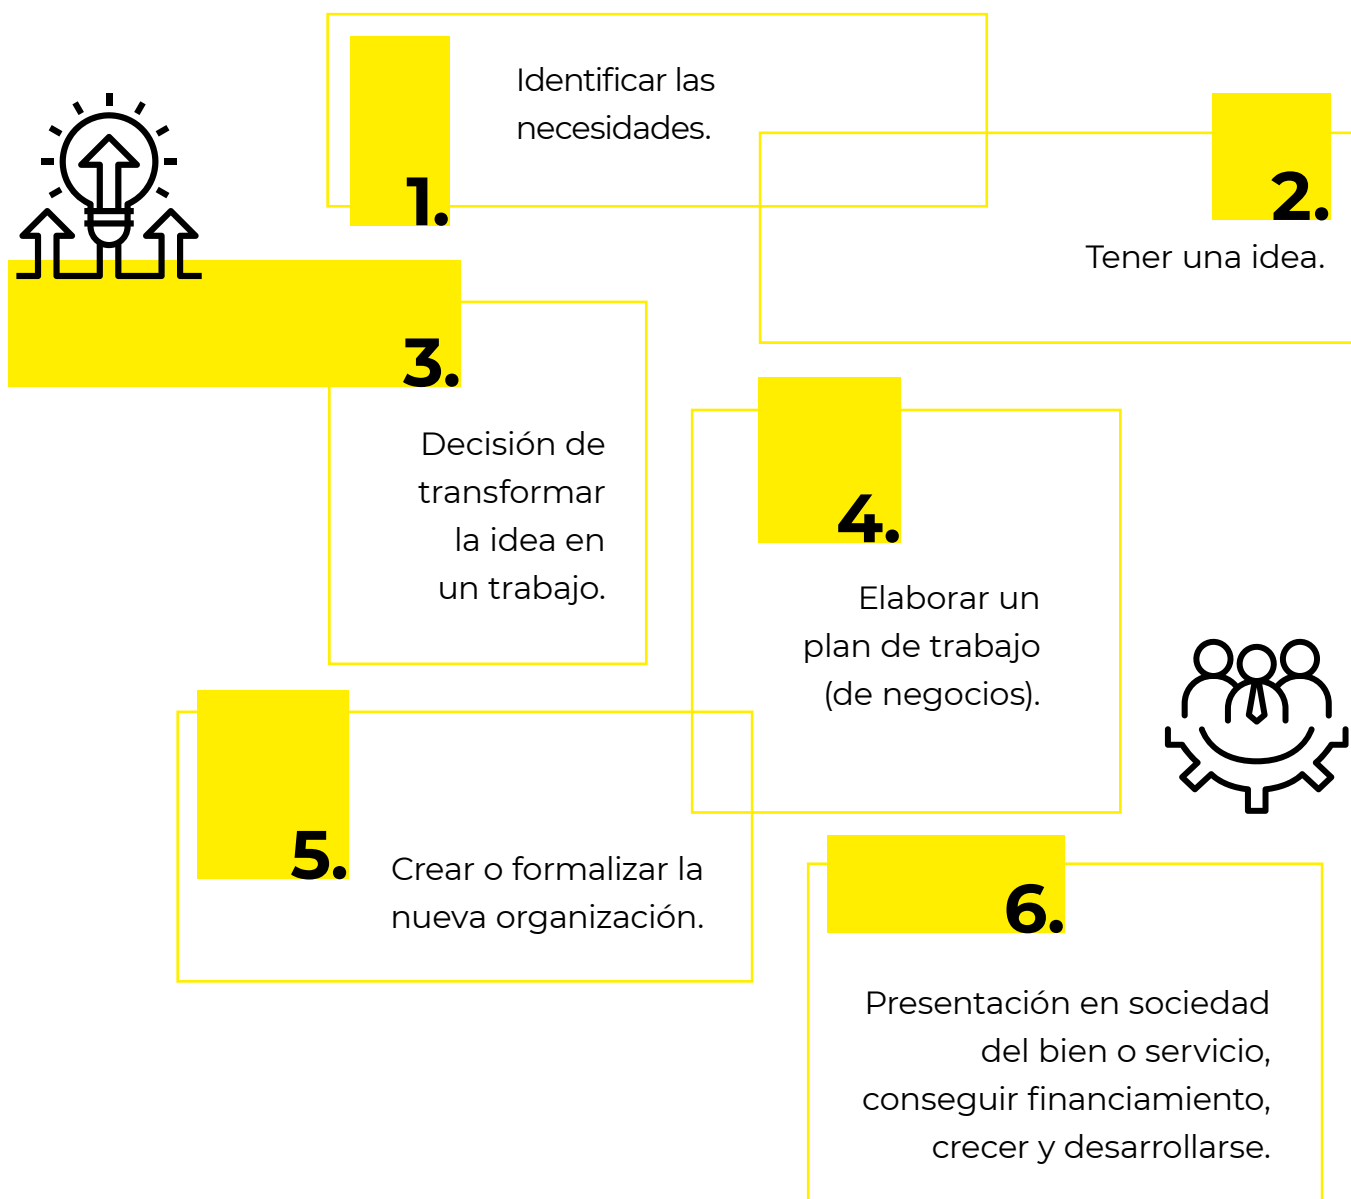 1.
Identificar las
necesidades.
2.
Tener una idea.
3.
Decisión de
transformar
la idea en
un trabajo.
4.
Elaborar un
plan de trabajo
(de negocios).
5.
Crear o formalizar la
nueva organización.
6.
Presentación en sociedad
del bien o servicio,
conseguir financiamiento,
crecer y desarrollarse.